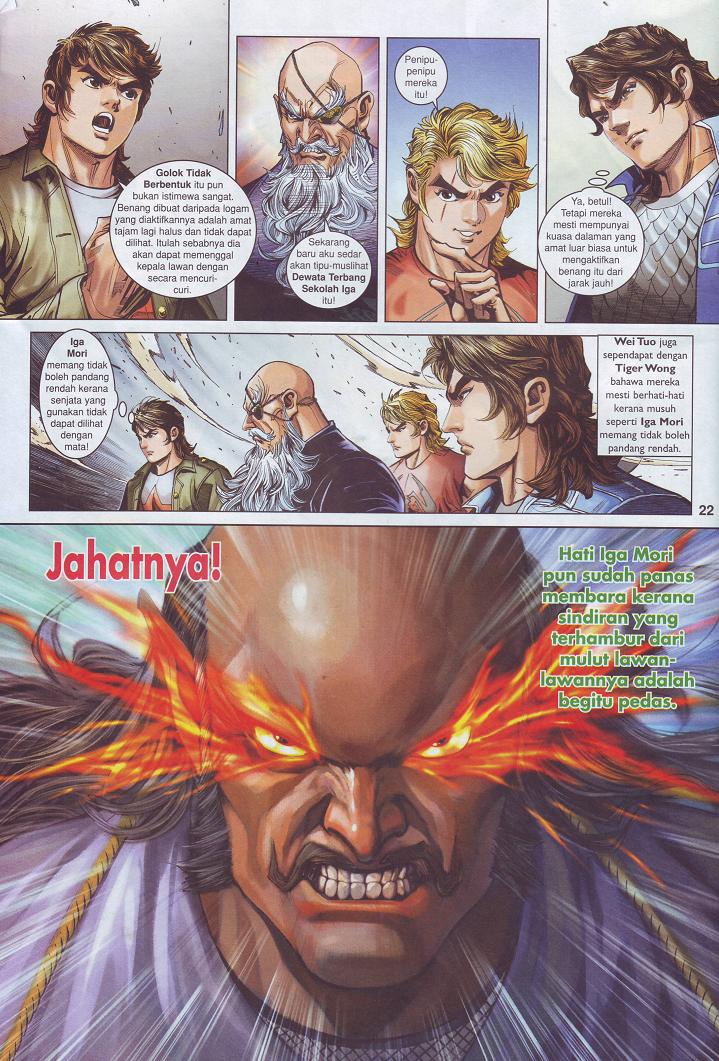 Golok Tidak
Berbentuk itu pun
bukan istimewa sangat.
Benang dibuat daripada logam
yang diaktifkannya adalah amat
tajam lagi halus dan tidak dapat
dilihat. Itulah sebabnya dia
akan dapat memenggal
kepala lawan dengan
secara mencuri-
curi.
Sekarang
baru aku sedar
akan tipu-muslihat
Dewata Terbang
Sekolah Iga
itu!
Penipu-
penipu
mereka
itu!
Ya, betul!
Tetapi mereka
mesti mempunyai
kuasa dalaman yang
amat luar biasa untuk
mengaktifkan
benang itu dari
jarak jauh!
Iga
Mori
memang tidak
boleh pandang
rendah kerana
senjata yang
gunakan tidak
dapat dilihat
dengan
mata!
Wei Tuo juga
sependapat dengan
Tiger Wong
bahawa mereka
mesti berhati-hati
kerana musuh
seperti Iga Mori
memang tidak boleh
pandang rendah.
22
Jahatnya!
Hati Iga Mori
pun sudah panas
membara kerana
sindiran yang
terhambur dari
mulut lawan-
lawannya adalah
begitu pedas.